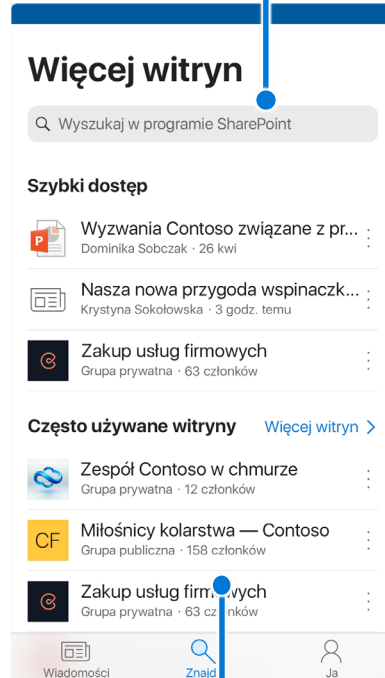 Więcej witryn
Wyszukaj w programie SharePoint
Szybki dostęp
Wyzwania Contoso związane z pr...
Dominika Sobczak · 26 kwi
Nasza nowa przygoda wspinaczk...
Krystyna Sokołowska · 3 godz. temu
Zakup usług firmowych
Grupa prywatna · 63 członków
Często używane witryny Więcej witryn >
Zespół Contoso w chmurze
Grupa prywatna · 12 członków
CF Miłośnicy kolarstwa — Contoso
Grupa publiczna · 158 członków
Zakup usług
Grupa prywatna · 63
Wiadomości Ja